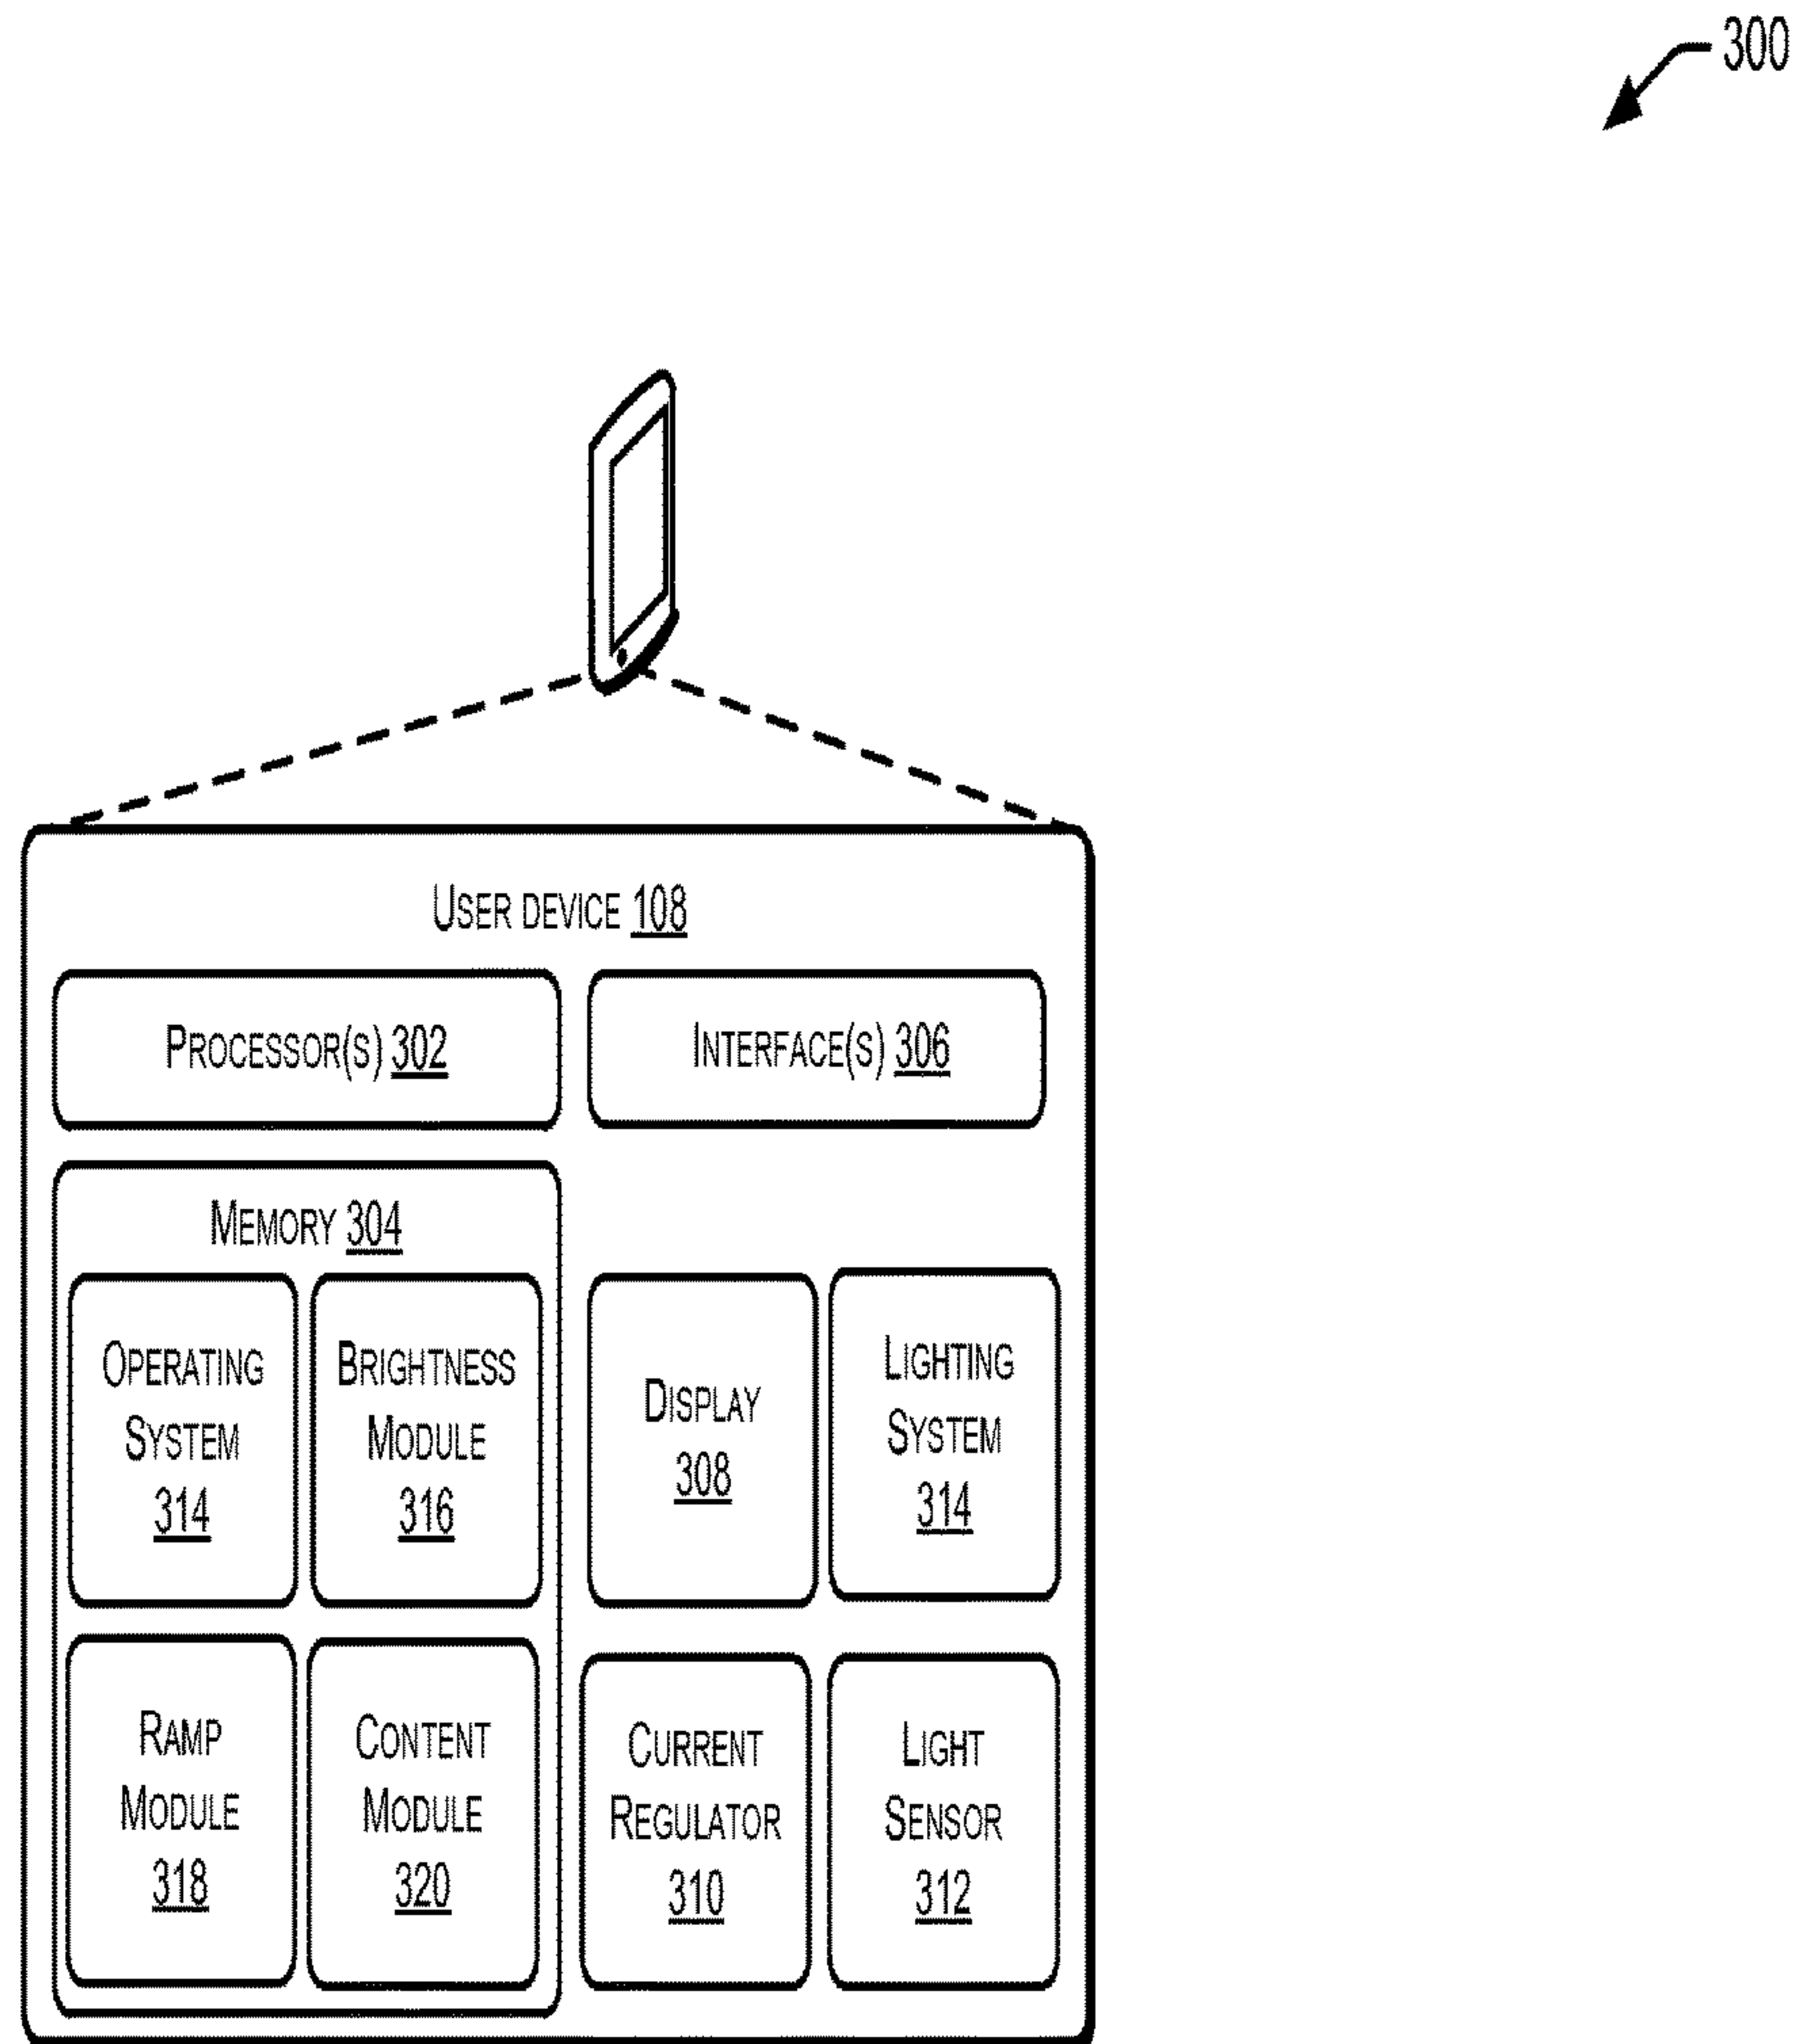 300
USER DEVICE 108
PROCESSOR(S) 302
INTERFACE(S) 306
MEMORY 304
OPERATING
SYSTEM
314
BRIGHTNESS
MODULE
316
DISPLAY
308
LIGHTING
SYSTEM
314
RAMP
MODULE
318
CONTENT
MODULE
320
CURRENT
REGULATOR
310
LIGHT
SENSOR
312